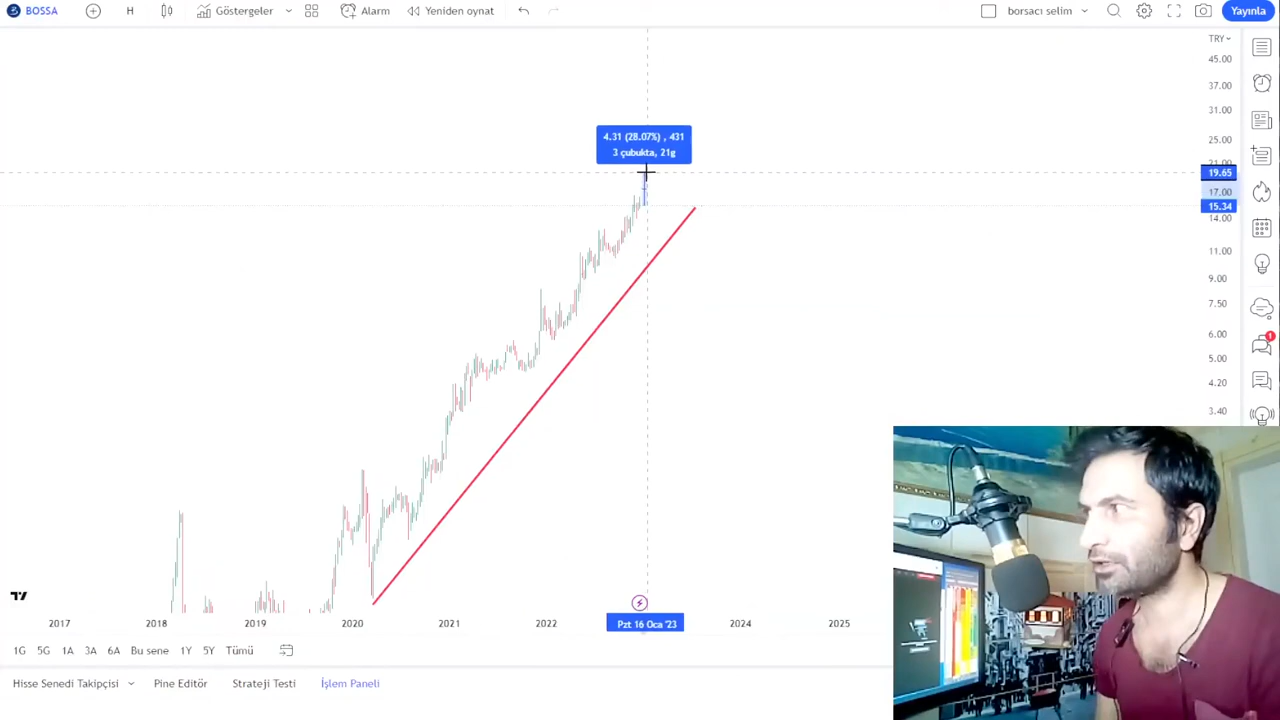 BOSSA
H
Göstergeler
Alarm
Yeniden oynat
borsacı selim
Yayınla
TRY
45.00
37.00
31.00
25.00
21.00
19.65
17.00
15.34
14.00
11.00
9.00
7.50
6.00
5.00
4.20
3.40
4.31 (28.07%) , 431
3 çubukta, 21g
1
2017
2018
2019
2020
2021
2022
Pzt 16 Oca '23
2024
2025
1G
5G
1A
3A
6A
Bu sene
1Y
5Y
Tümü
Hisse Senedi Takipçisi
Pine Editör
Strateji Testi
İşlem Paneli